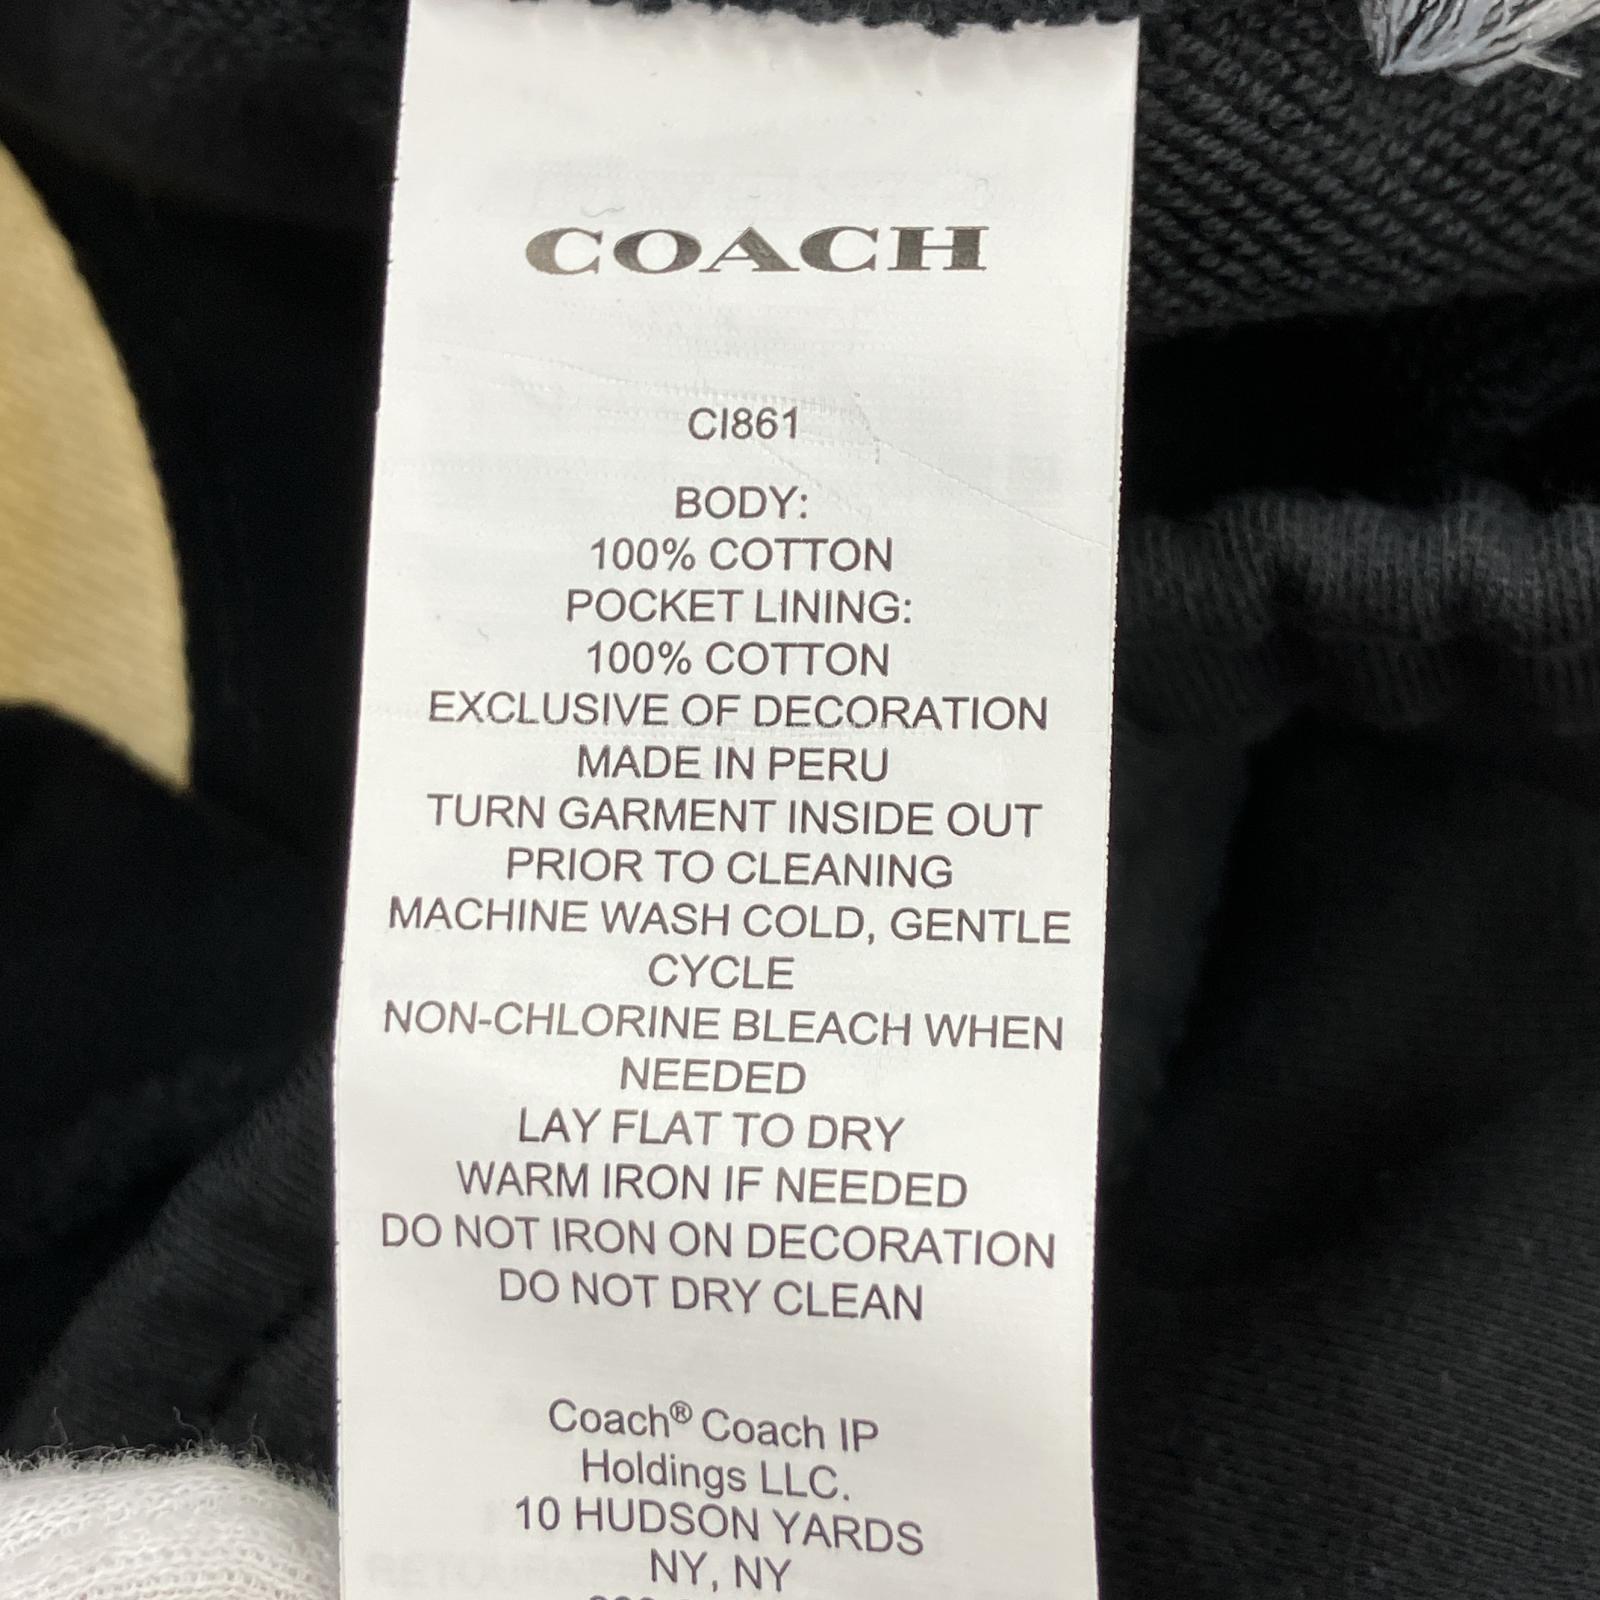 COACH
CI861
BODY:
100% COTTON
POCKET LINING:
100% COTTON
EXCLUSIVE OF DECORATION
MADE IN PERU
TURN GARMENT INSIDE OUT
PRIOR TO CLEANING
MACHINE WASH COLD, GENTLE
CYCLE
NON-CHLORINE BLEACH WHEN
NEEDED
LAY FLAT TO DRY
WARM IRON IF NEEDED
DO NOT IRON ON DECORATION
DO NOT DRY CLEAN
Coach® Coach IP
Holdings LLC.
10 HUDSON YARDS
NY, NY